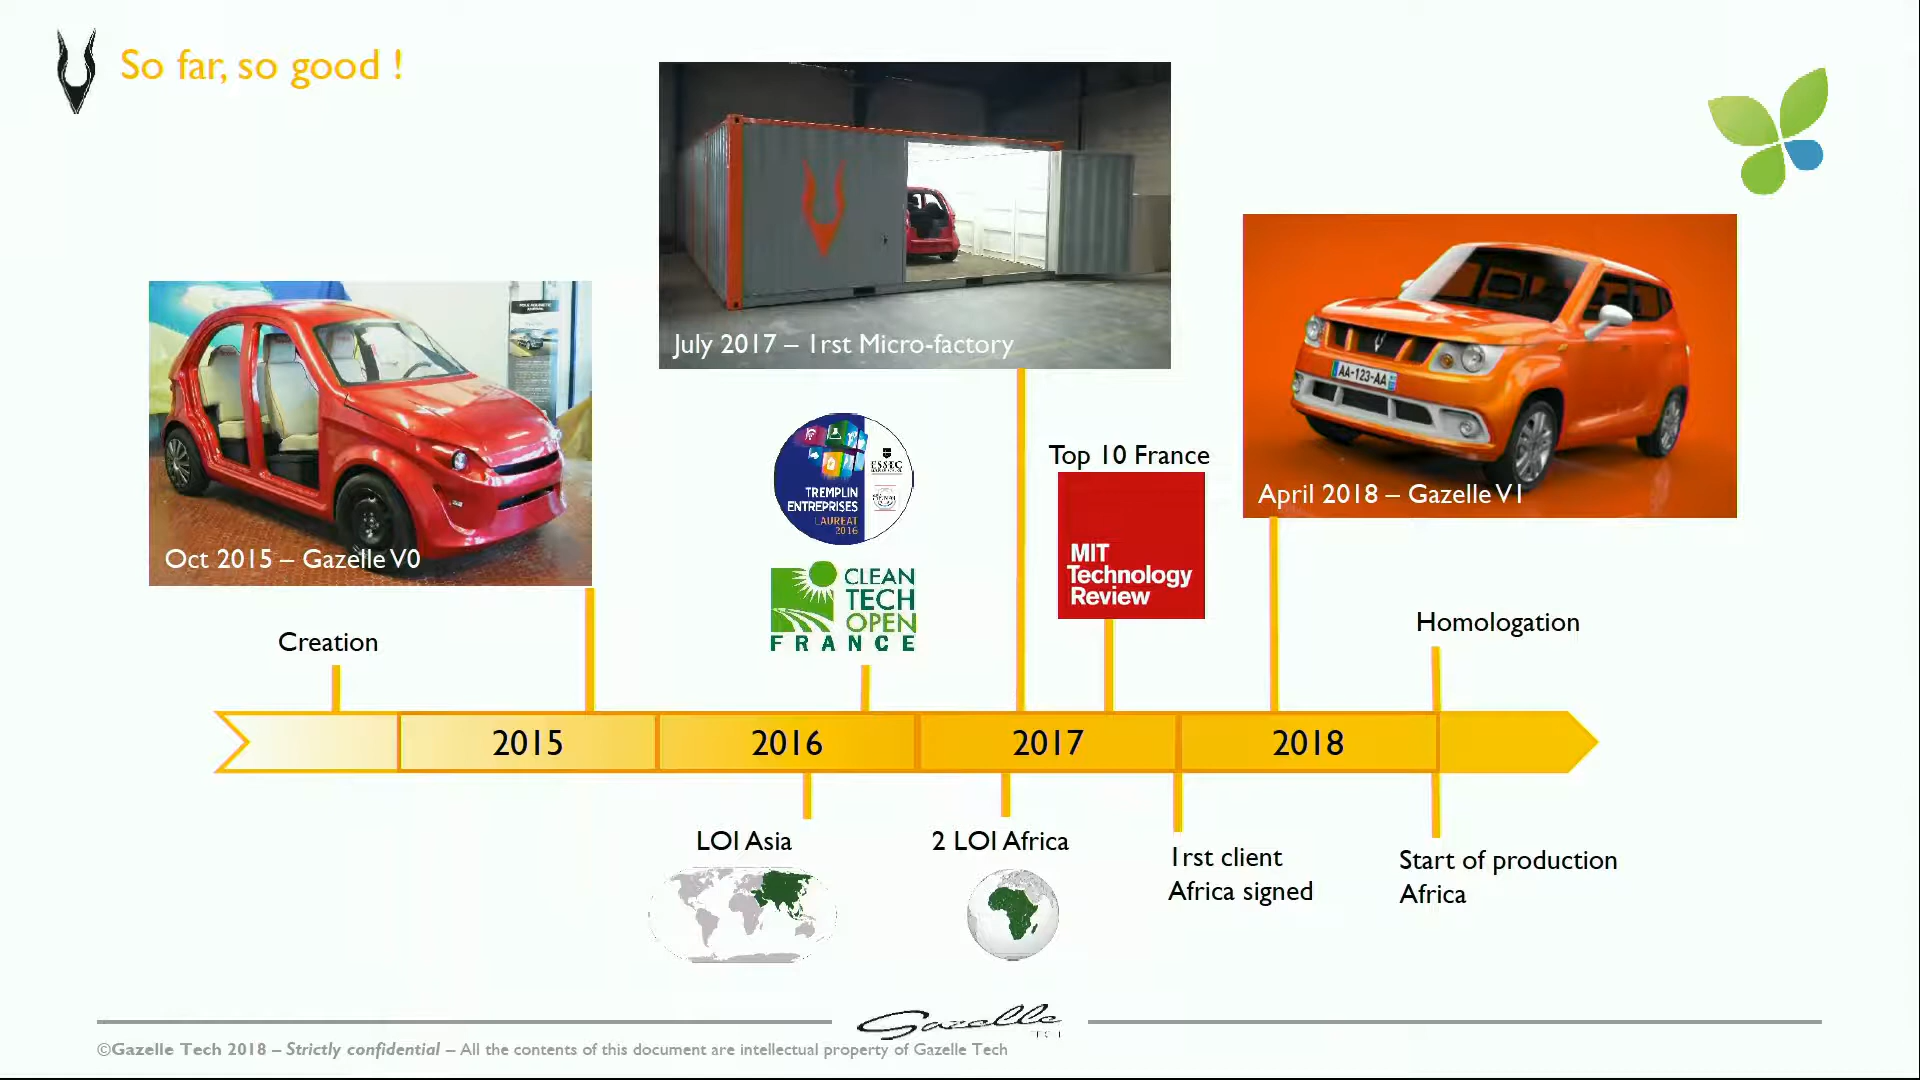 So far, so good !
July 2017 – 1rst Micro-factory
Oct 2015 – Gazelle V0
TREMPLIN
ENTREPRISES
LAUREAT
2016
ESSEC
CLEAN
TECH
OPEN
FRANCE
Top 10 France
MIT
Technology
Review
AA-123-AA
April 2018 – Gazelle V1
Creation
Homologation
2015
2016
2017
2018
LOI Asia
2 LOI Africa
1rst client
Africa signed
Start of production
Africa
Gazelle
TECH
©Gazelle Tech 2018 – Strictly confidential – All the contents of this document are intellectual property of Gazelle Tech